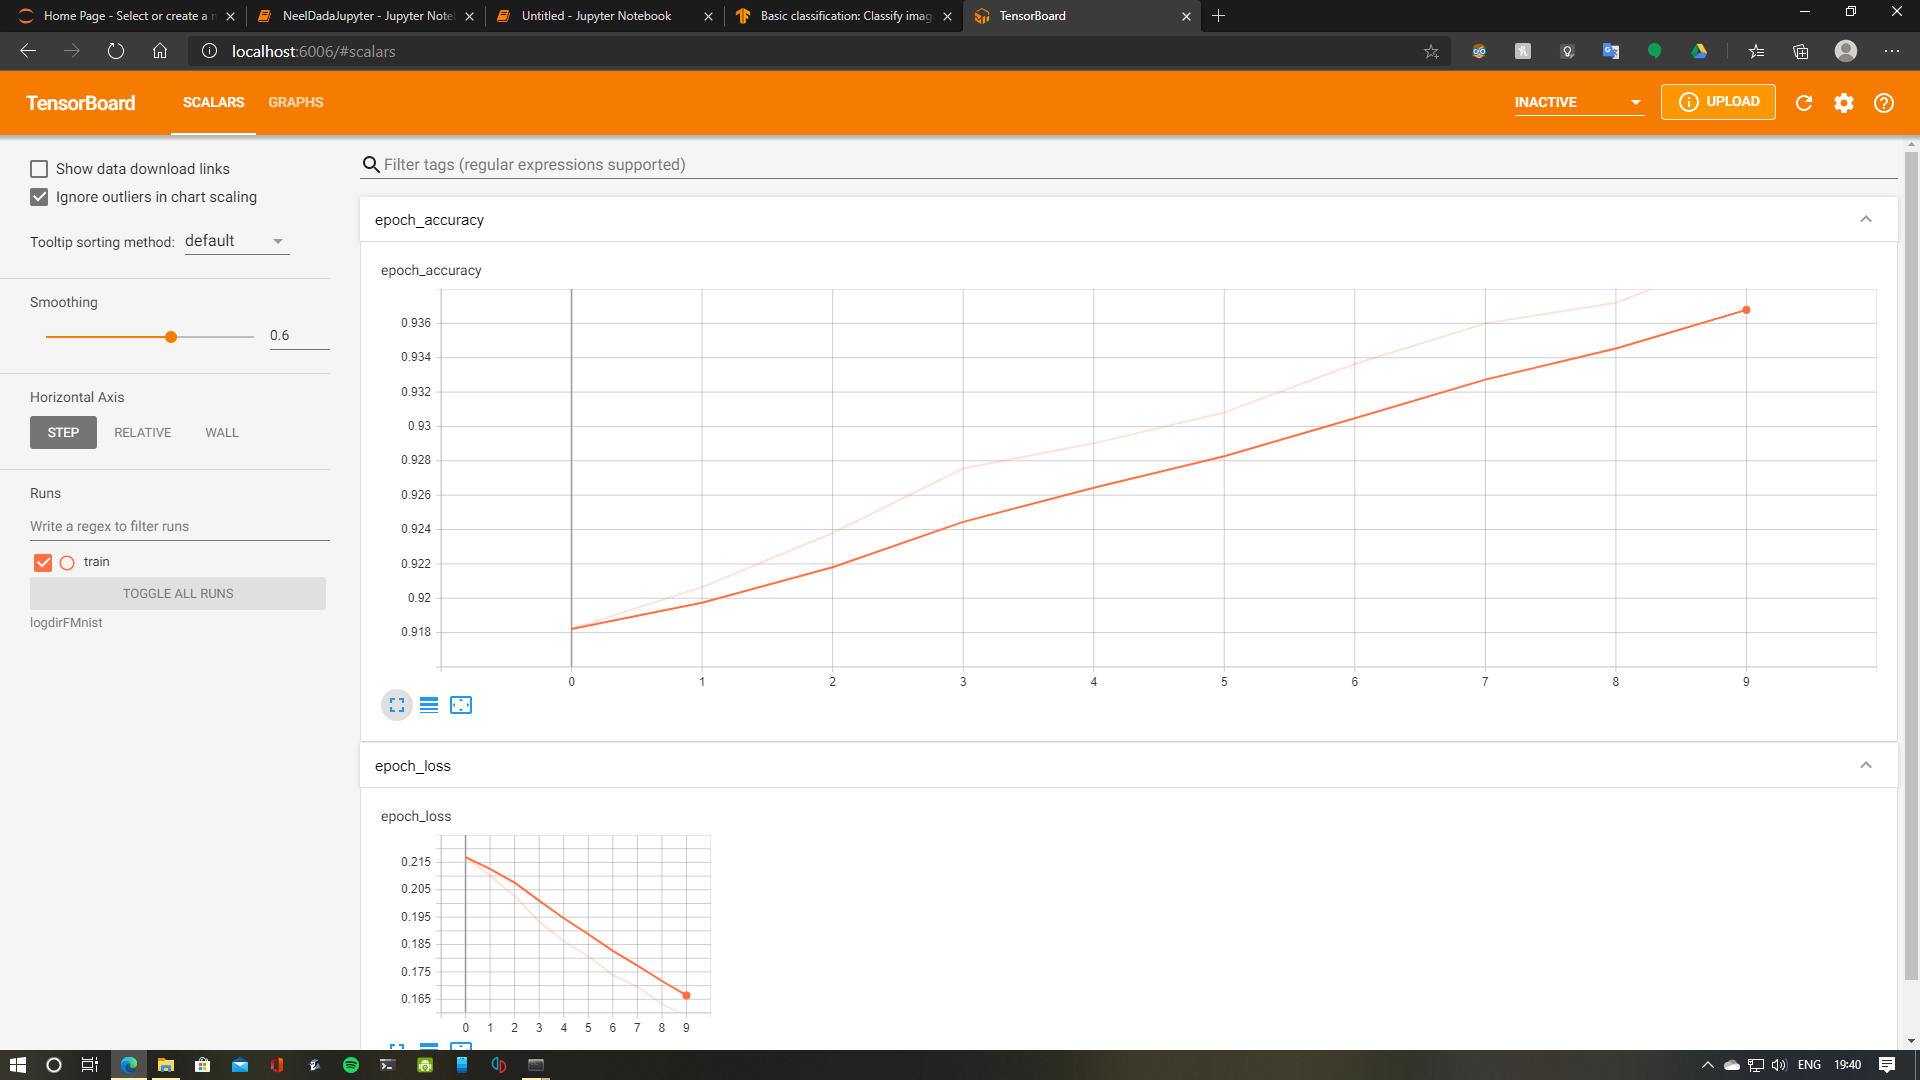 Home Page - Select or create a n
NeelDadaJupyter - Jupyter Note
Untitled - Jupyter Notebook
Basic classification: Classify imag
TensorBoard
localhost:6006/#scalars
TensorBoard
SCALARS
GRAPHS
INACTIVE
UPLOAD
Show data download links
Ignore outliers in chart scaling
Tooltip sorting method: default
Smoothing
0.6
Horizontal Axis
STEP RELATIVE WALL
Runs
Write a regex to filter runs
train
TOGGLE ALL RUNS
logdirFMnist
Filter tags (regular expressions supported)
epoch_accuracy
epoch_accuracy
0.936
0.934
0.932
0.93
0.928
0.926
0.924
0.922
0.92
0.918
0 1 2 3 4 5 6 7 8 9
epoch_loss
epoch_loss
0.215
0.205
0.195
0.185
0.175
0.165
0 1 2 3 4 5 6 7 8 9
ENG 19:40